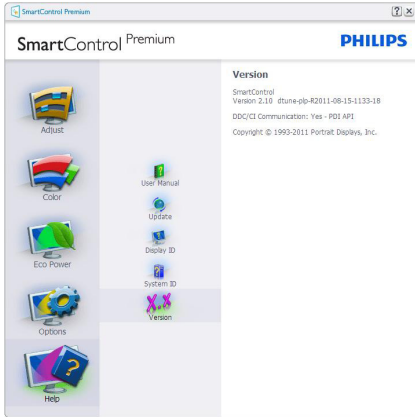 SmartControl Premium
SmartControl Premium
PHILIPS
Adjust
Color
Eco Power
Options
Help
User Manual
Update
Display ID
System ID
X.X
Version
Version
SmartControl
Version 2.10 dtune-plp-R2011-08-15-1133-18
DDC/CI Communication: Yes - PDI API
Copyright © 1993-2011 Portrait Displays, Inc.